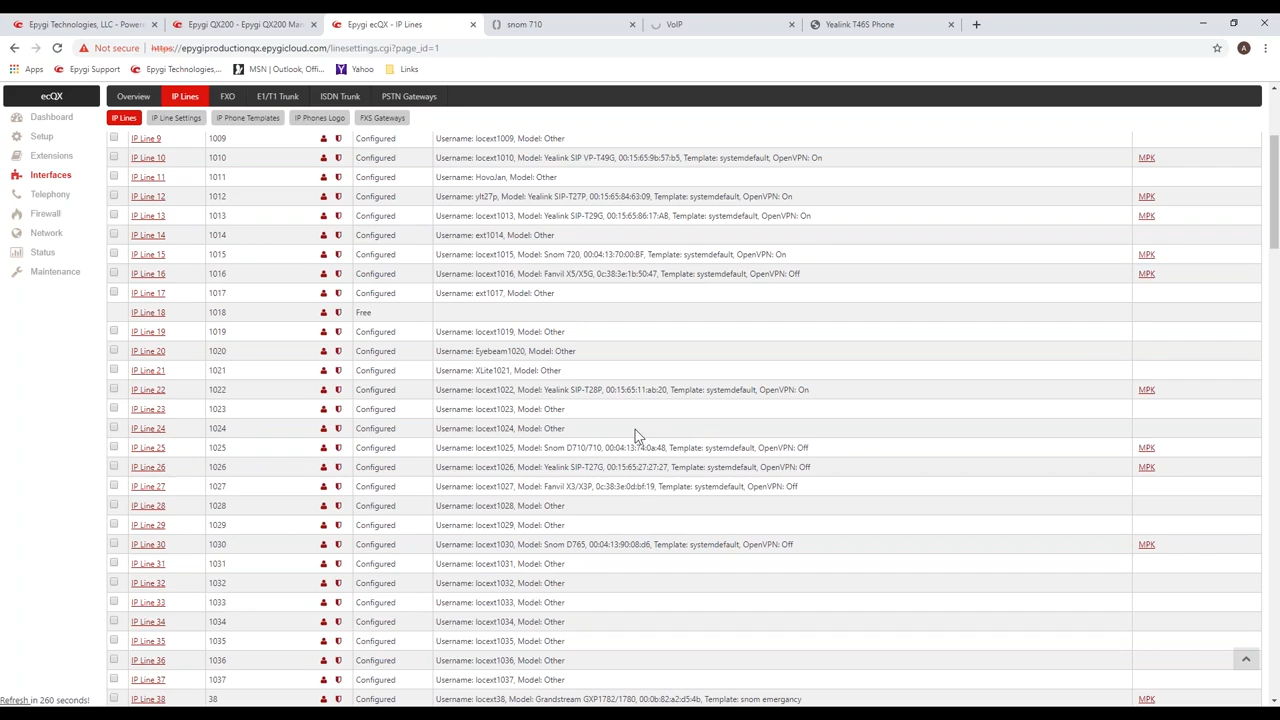 Epygi Technologies, LLC - Power
Epygi QX200 - Epygi QX200 Man
Epygi ecQX - IP Lines
snom 710
VoIP
Yealink T46S Phone
Not secure
https://epygiproductionqx.epygicloud.com/linesettings.cgi?page_id=1
A
Apps
Epygi Support
Epygi Technologies,...
MSN | Outlook, Offi...
Yahoo
Links
ecQX
Overview
IP Lines
FXO
E1/T1 Trunk
ISDN Trunk
PSTN Gateways
Dashboard
Setup
Extensions
Interfaces
Telephony
Firewall
Network
Status
Maintenance
IP Lines
IP Line Settings
IP Phone Templates
IP Phones Logo
FXS Gateways
IP Line 9 1009 Configured Username: locext1009, Model: Other
IP Line 10 1010 Configured Username: locext1010, Model: Yealink SIP VP-T49G, 00:15:65:9b:57:b5, Template: systemdefault, OpenVPN: On MPK
IP Line 11 1011 Configured Username: HovoJan, Model: Other
IP Line 12 1012 Configured Username: ylt27p, Model: Yealink SIP-T27P, 00:15:65:84:63:09, Template: systemdefault, OpenVPN: On MPK
IP Line 13 1013 Configured Username: locext1013, Model: Yealink SIP-T29G, 00:15:65:86:17:AB, Template: systemdefault, OpenVPN: On MPK
IP Line 14 1014 Configured Username: ext1014, Model: Other
IP Line 15 1015 Configured Username: locext1015, Model: Snom 720, 00:04:13:70:00:BF, Template: systemdefault, OpenVPN: On MPK
IP Line 16 1016 Configured Username: locext1016, Model: Fanvil X5/X5G, 0c:38:3e:1b:50:47, Template: systemdefault, OpenVPN: Off MPK
IP Line 17 1017 Configured Username: ext1017, Model: Other
IP Line 18 1018 Free
IP Line 19 1019 Configured Username: locext1019, Model: Other
IP Line 20 1020 Configured Username: Eyebeam1020, Model: Other
IP Line 21 1021 Configured Username: XLite1021, Model: Other
IP Line 22 1022 Configured Username: locext1022, Model: Yealink SIP-T28P, 00:15:65:11:ab:20, Template: systemdefault, OpenVPN: On MPK
IP Line 23 1023 Configured Username: locext1023, Model: Other
IP Line 24 1024 Configured Username: locext1024, Model: Other
IP Line 25 1025 Configured Username: locext1025, Model: Snom D710/710, 00:04:13:74:0a:48, Template: systemdefault, OpenVPN: Off MPK
IP Line 26 1026 Configured Username: locext1026, Model: Yealink SIP-T27G, 00:15:65:27:27:27, Template: systemdefault, OpenVPN: Off MPK
IP Line 27 1027 Configured Username: locext1027, Model: Fanvil X3/X3P, 0c:38:3e:0d:bf:19, Template: systemdefault, OpenVPN: Off
IP Line 28 1028 Configured Username: locext1028, Model: Other
IP Line 29 1029 Configured Username: locext1029, Model: Other
IP Line 30 1030 Configured Username: locext1030, Model: Snom D765, 00:04:13:90:08:d6, Template: systemdefault, OpenVPN: Off MPK
IP Line 31 1031 Configured Username: locext1031, Model: Other
IP Line 32 1032 Configured Username: locext1032, Model: Other
IP Line 33 1033 Configured Username: locext1033, Model: Other
IP Line 34 1034 Configured Username: locext1034, Model: Other
IP Line 35 1035 Configured Username: locext1035, Model: Other
IP Line 36 1036 Configured Username: locext1036, Model: Other
IP Line 37 1037 Configured Username: locext1037, Model: Other
IP Line 38 38 Configured Username: locext38, Model: Grandstream GXP1782/1780, 00:0b:82:a2:d5:4b, Template: snom emergancy MPK
Refresh in 260 seconds!